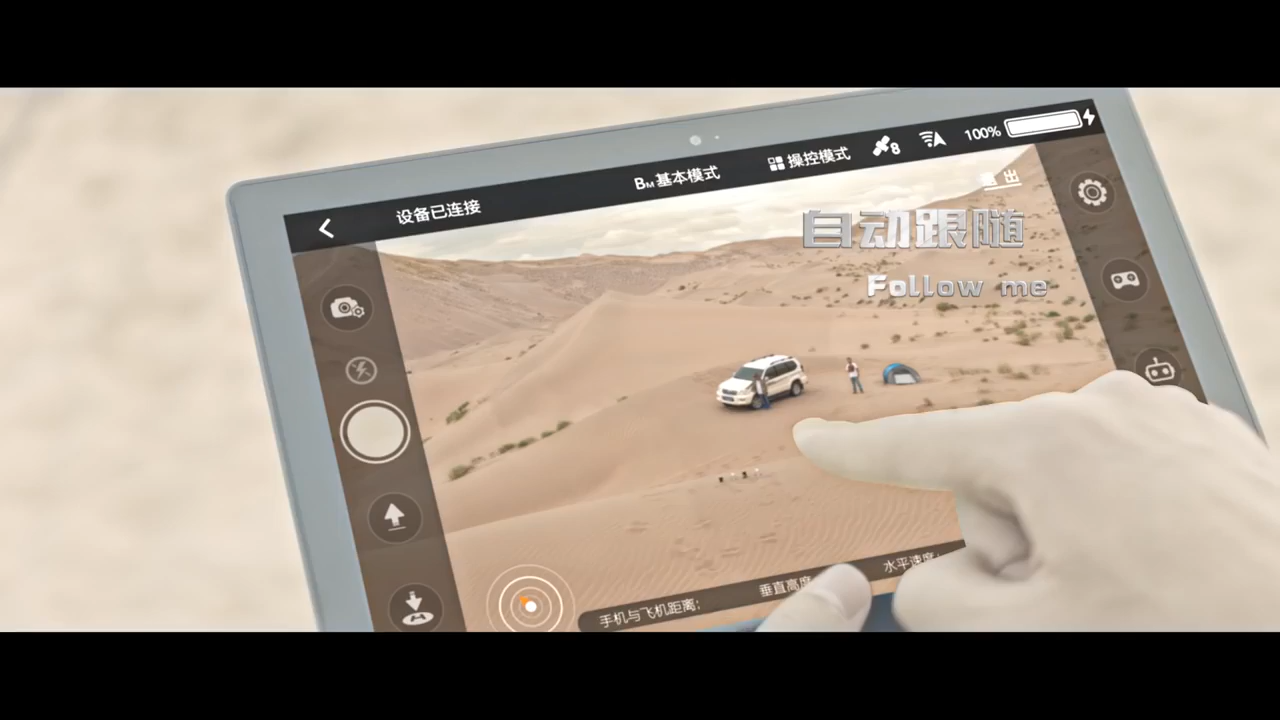 设备已连接
BM基本模式
操控模式
8
100%
退出
自动跟随
Follow me
手机与飞机距离:
垂直高度
水平速度: